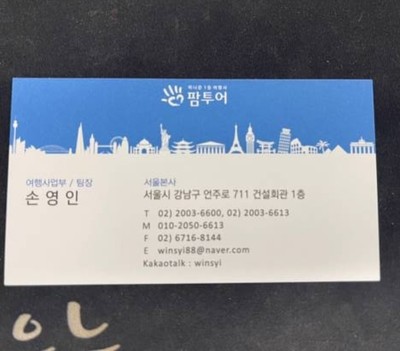 팜투어
여행사업부 / 팀장
손영인
서울본사
서울시 강남구 언주로 711 건설회관 1층
T 02) 2003-6600, 02) 2003-6613
M 010-2050-6613
F 02) 6716-8144
E winsyi88@naver.com
Kakaotalk : winsyi